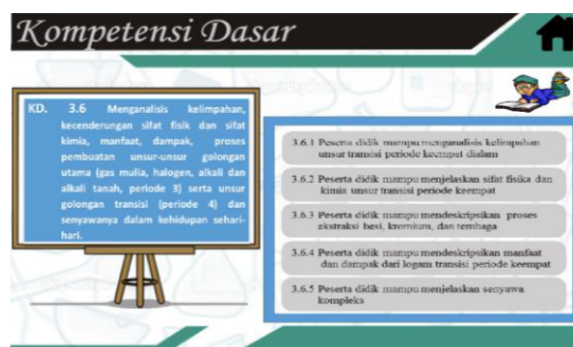 Kompetensi Dasar
KD. 3.6 Menganalisis kelimpahan,
kecenderungan sifat fisik dan sifat
kimia, manfaat, dampak, proses
pembuatan unsur-unsur golongan
utama (gas mulia, halogen, alkali dan
alkali tanah, periode 3) serta unsur
golongan transisi (periode 4) dan
senyawanya dalam kehidupan sehari-
hari.
3.6.1 Peserta didik mampu menganalisis kelimpahan
unsur transisi periode keempat dialam
3.6.2 Peserta didik mampu menjelaskan sifat fisika dan
kimia unsur transisi periode keempat
3.6.3 Peserta didik mampu mendeskripsikan proses
ekstraksi besi, kromium, dan tembaga
3.6.4 Peserta didik mampu mendeskripsikan manfaat
dan dampak dari logam transisi periode keempat
3.6.5 Peserta didik mampu menjelaskan senyawa
kompleks